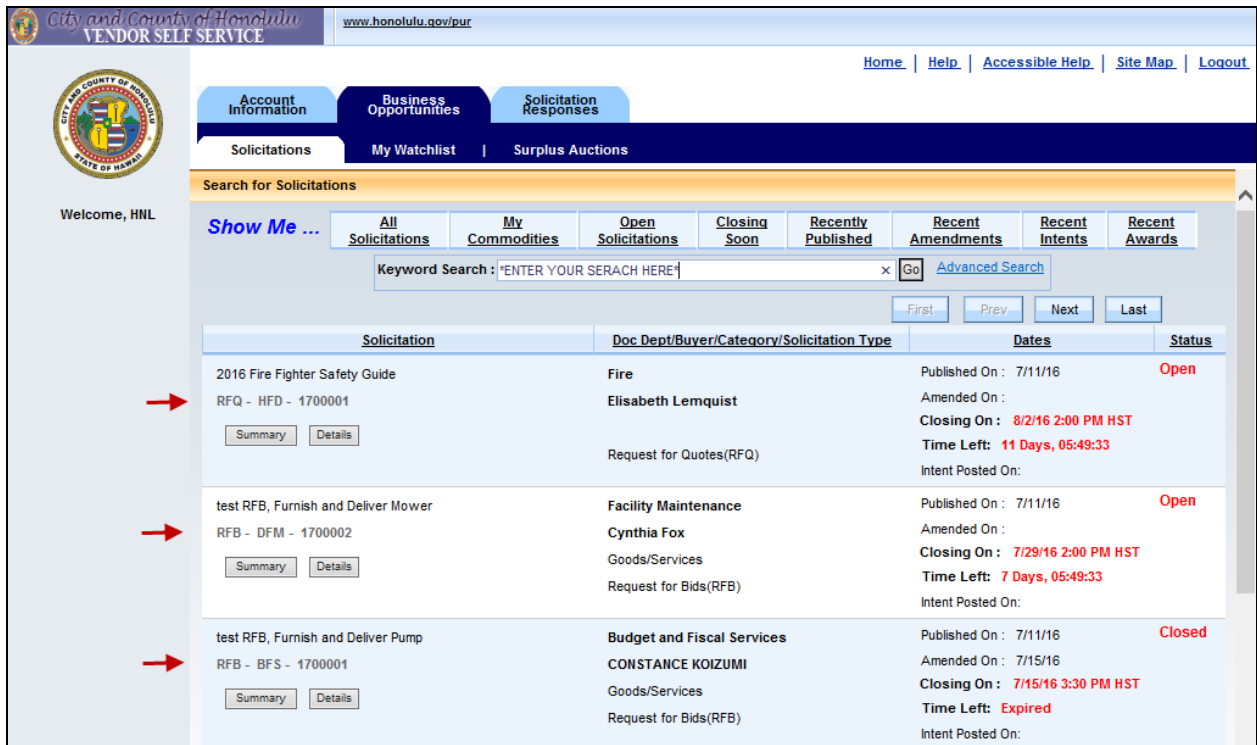 City and County of Honolulu
VENDOR SELF SERVICE
www.honolulu.gov/pur
Home | Help | Accessible Help | Site Map | Logout
CITY AND COUNTY OF HONOLULU
STATE OF HAWAII
Account Information
Business Opportunities
Solicitation Responses
Solicitations
My Watchlist | Surplus Auctions
Search for Solicitations
Welcome, HNL
Show Me ...
All Solicitations
My Commodities
Open Solicitations
Closing Soon
Recently Published
Recent Amendments
Recent Intents
Recent Awards
Keyword Search : *ENTER YOUR SERACH HERE* × Go Advanced Search
First Prev Next Last
Solicitation Doc Dept/Buyer/Category/Solicitation Type Dates Status
2016 Fire Fighter Safety Guide
RFQ - HFD - 1700001
Summary Details
Fire
Elisabeth Lemquist
Request for Quotes(RFQ)
Published On : 7/11/16
Amended On :
Closing On : 8/2/16 2:00 PM HST
Time Left: 11 Days, 05:49:33
Intent Posted On:
Open
test RFB, Furnish and Deliver Mower
RFB - DFM - 1700002
Summary Details
Facility Maintenance
Cynthia Fox
Goods/Services
Request for Bids(RFB)
Published On : 7/11/16
Amended On :
Closing On : 7/29/16 2:00 PM HST
Time Left: 7 Days, 05:49:33
Intent Posted On:
Open
test RFB, Furnish and Deliver Pump
RFB - BFS - 1700001
Summary Details
Budget and Fiscal Services
CONSTANCE KOIZUMI
Goods/Services
Request for Bids(RFB)
Published On : 7/11/16
Amended On : 7/15/16
Closing On : 7/15/16 3:30 PM HST
Time Left: Expired
Intent Posted On:
Closed